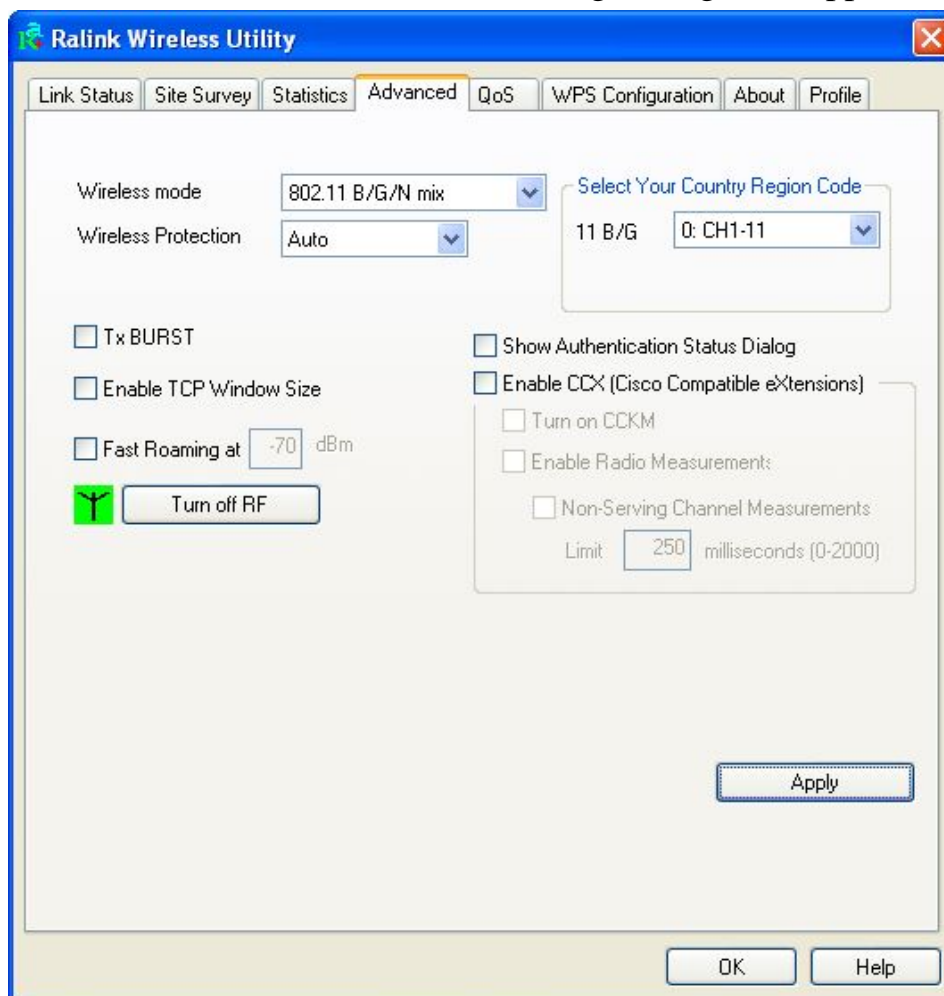 Ralink Wireless Utility
Link Status Site Survey Statistics Advanced QoS WPS Configuration About Profile
Wireless mode 802.11 B/G/N mix
Select Your Country Region Code
Wireless Protection Auto
11 B/G 0: CH1-11
Tx BURST
Show Authentication Status Dialog
Enable TCP Window Size
Enable CCX (Cisco Compatible eXtensions)
Turn on CCKM
Fast Roaming at -70 dBm
Enable Radio Measurements
Turn off RF
Non-Serving Channel Measurements
Limit 250 milliseconds (0-2000)
Apply
OK Help